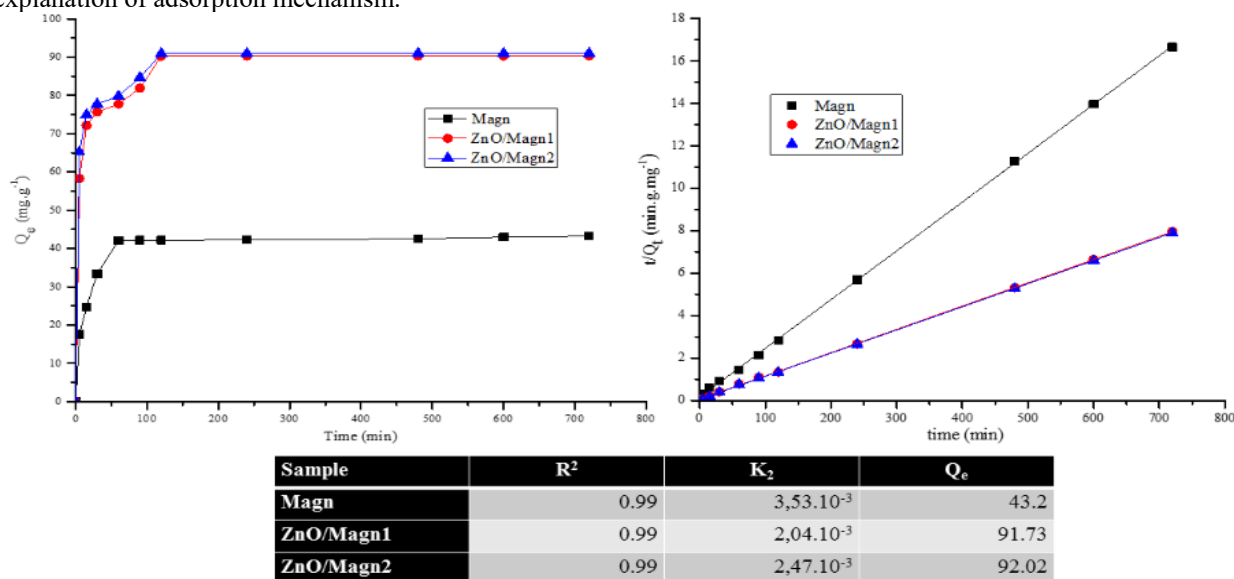 explanation of adsorption mechanism.
100
90
80
70
60
50
40
30
20
10
0
Qe (mg.g-1)
0 100 200 300 400 500 600 700 800
Time (min)
Magn
ZnO/Magn1
ZnO/Magn2
18
16
14
12
10
8
6
4
2
0
t/Qt (min.g.mg-1)
0 100 200 300 400 500 600 700 800
time (min)
Magn
ZnO/Magn1
ZnO/Magn2
Sample R² K₂ Qe
Magn 0.99 3,53.10⁻³ 43.2
ZnO/Magn1 0.99 2,04.10⁻³ 91.73
ZnO/Magn2 0.99 2,47.10⁻³ 92.02